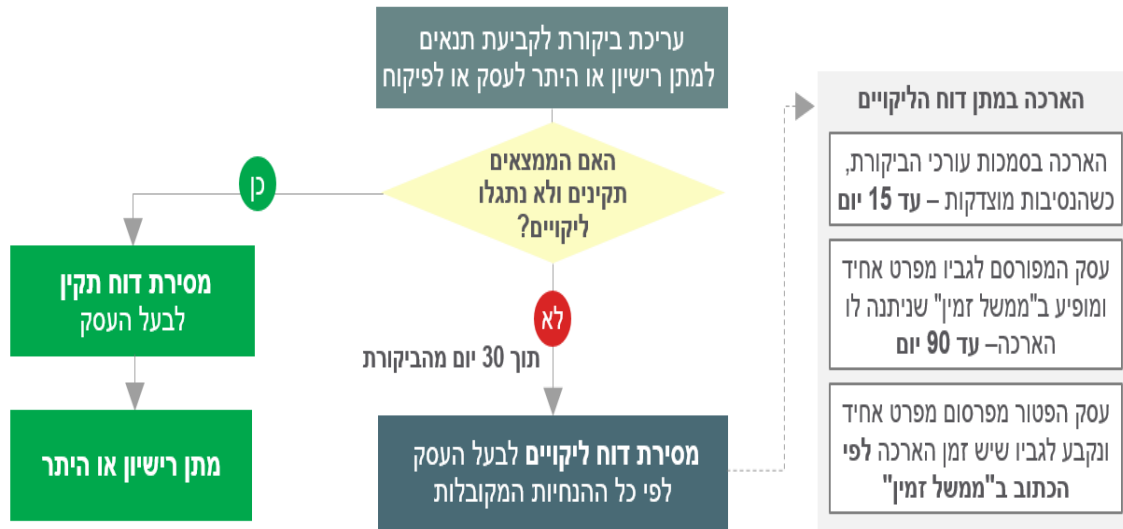 עריכת ביקורת לקביעת תנאים
למתן רישיון או היתר לעסק או לפיקוח
האם הממצאים
תקינים ולא נתגלו
ליקויים?
כן
מסירת דוח תקין
לבעל העסק
מתן רישיון או היתר
לא
תוך 30 יום מהביקורת
מסירת דוח ליקויים לבעל העסק
לפי כל ההנחיות המקובלות
הארכה במתן דוח הליקויים
הארכה בסמכות עורכי הביקורת,
כשהנסיבות מוצדקות – עד 15 יום
עסק המפורסם לגביו מפרט אחיד
ומופיע ב"ממשל זמין" שניתנה לו
הארכה– עד 90 יום
עסק הפטור מפרסום מפרט אחיד
ונקבע לגביו שיש זמן הארכה לפי
הכתוב ב"ממשל זמין"